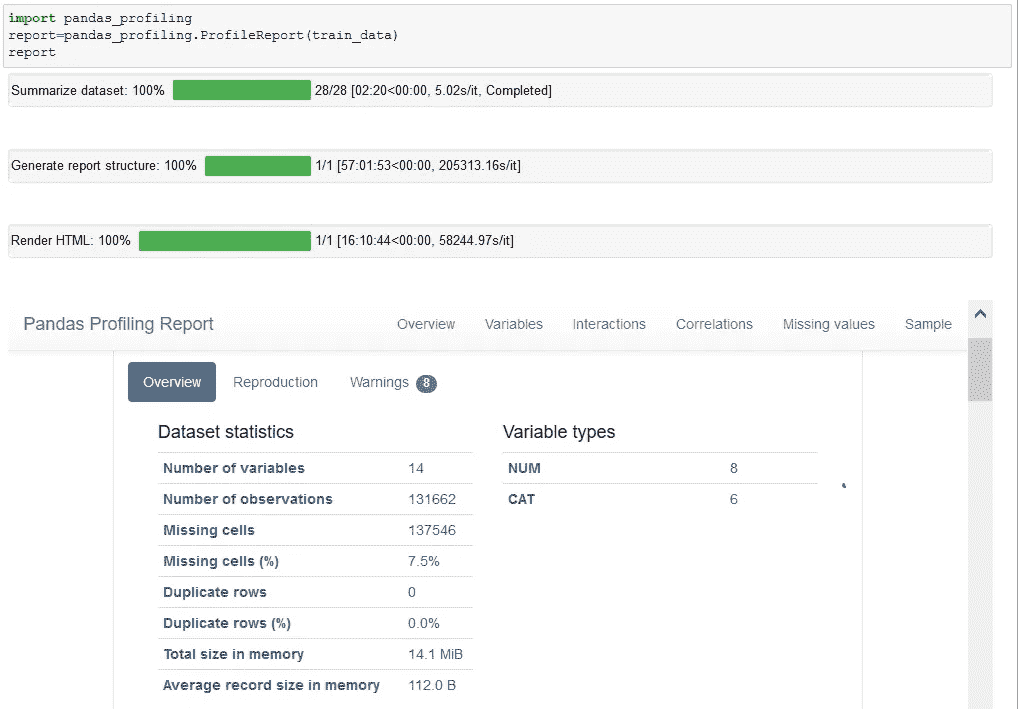 import pandas_profiling
report=pandas_profiling.ProfileReport(train_data)
report
Summarize dataset: 100% 28/28 [02:20<00:00, 5.02s/it, Completed]
Generate report structure: 100% 1/1 [57:01:53<00:00, 205313.16s/it]
Render HTML: 100% 1/1 [16:10:44<00:00, 58244.97s/it]
Pandas Profiling Report Overview Variables Interactions Correlations Missing values Sample
Overview Reproduction Warnings 8
Dataset statistics
Number of variables 14
Number of observations 131662
Missing cells 137546
Missing cells (%) 7.5%
Duplicate rows 0
Duplicate rows (%) 0.0%
Total size in memory 14.1 MiB
Average record size in memory 112.0 B
Variable types
NUM 8
CAT 6